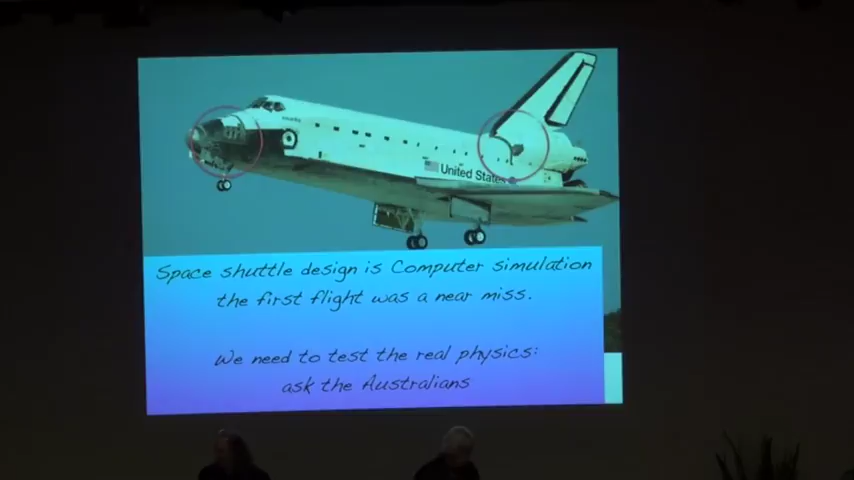 United States
Space shuttle design is Computer simulation
the first flight was a near miss.
We need to test the real physics:
ask the Australians